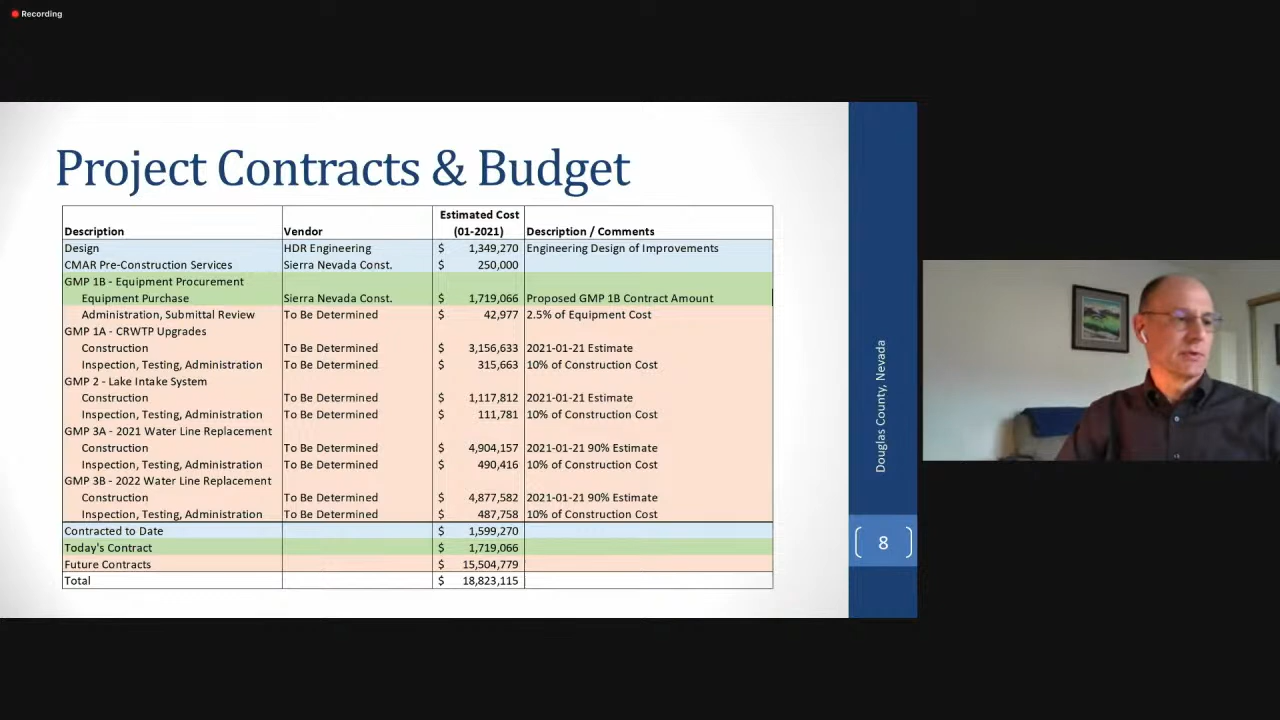 Recording
Project Contracts & Budget
Estimated Cost
Description Vendor (01-2021) Description / Comments
Design HDR Engineering $ 1,349,270 Engineering Design of Improvements
CMAR Pre-Construction Services Sierra Nevada Const. $ 250,000
GMP 1B - Equipment Procurement
Equipment Purchase Sierra Nevada Const. $ 1,719,066 Proposed GMP 1B Contract Amount
Administration, Submittal Review To Be Determined $ 42,977 2.5% of Equipment Cost
GMP 1A - CRWTP Upgrades
Construction To Be Determined $ 3,156,633 2021-01-21 Estimate
Inspection, Testing, Administration To Be Determined $ 315,663 10% of Construction Cost
GMP 2 - Lake Intake System
Construction To Be Determined $ 1,117,812 2021-01-21 Estimate
Inspection, Testing, Administration To Be Determined $ 111,781 10% of Construction Cost
GMP 3A - 2021 Water Line Replacement
Construction To Be Determined $ 4,904,157 2021-01-21 90% Estimate
Inspection, Testing, Administration To Be Determined $ 490,416 10% of Construction Cost
GMP 3B - 2022 Water Line Replacement
Construction To Be Determined $ 4,877,582 2021-01-21 90% Estimate
Inspection, Testing, Administration To Be Determined $ 487,758 10% of Construction Cost
Contracted to Date $ 1,599,270
Today's Contract $ 1,719,066
Future Contracts $ 15,504,779
Total $ 18,823,115
Douglas County, Nevada
8